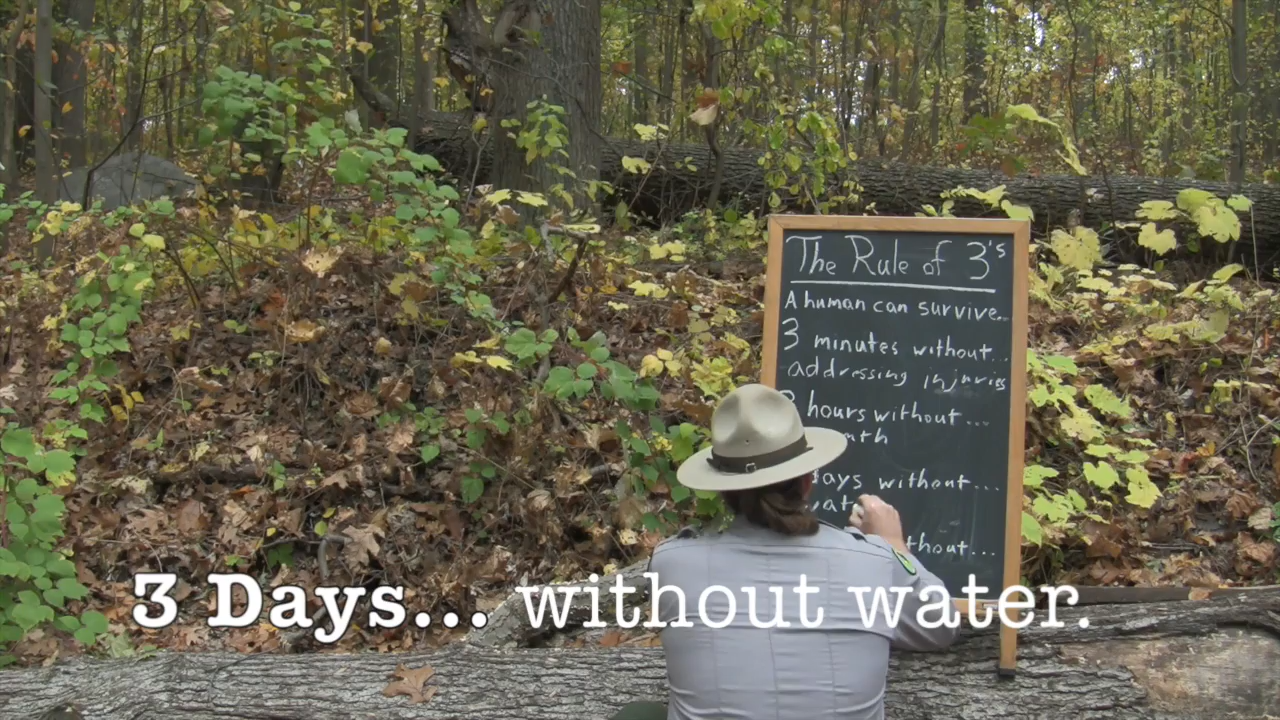 The Rule of 3's
A human can survive...
3 minutes without...
addressing injuries
hours without...
days without...
3 Days... without water.